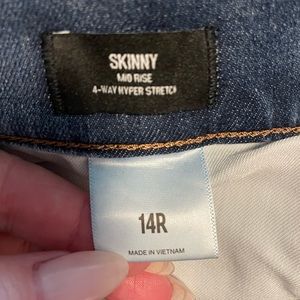 SKINNY
MID RISE
4-WAY HYPER STRETCH
14R
MADE IN VIETNAM